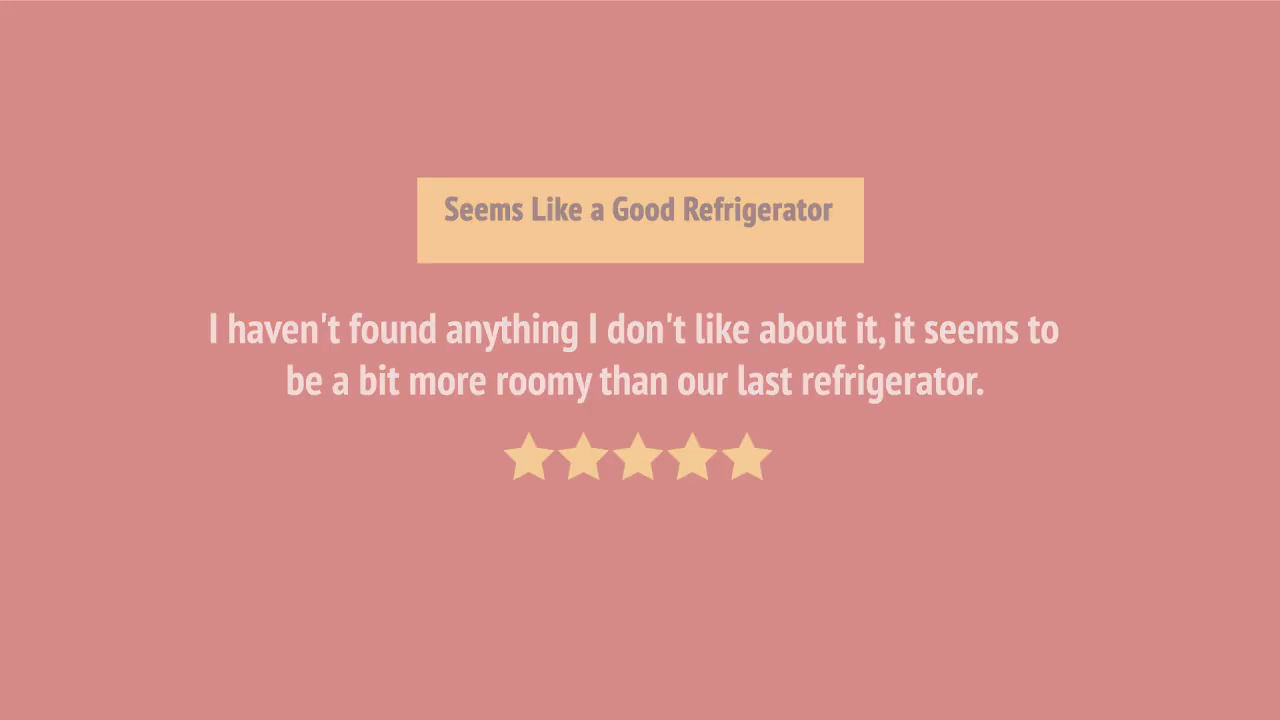 Seems Like a Good Refrigerator
I haven't found anything I don't like about it, it seems to
be a bit more roomy than our last refrigerator.